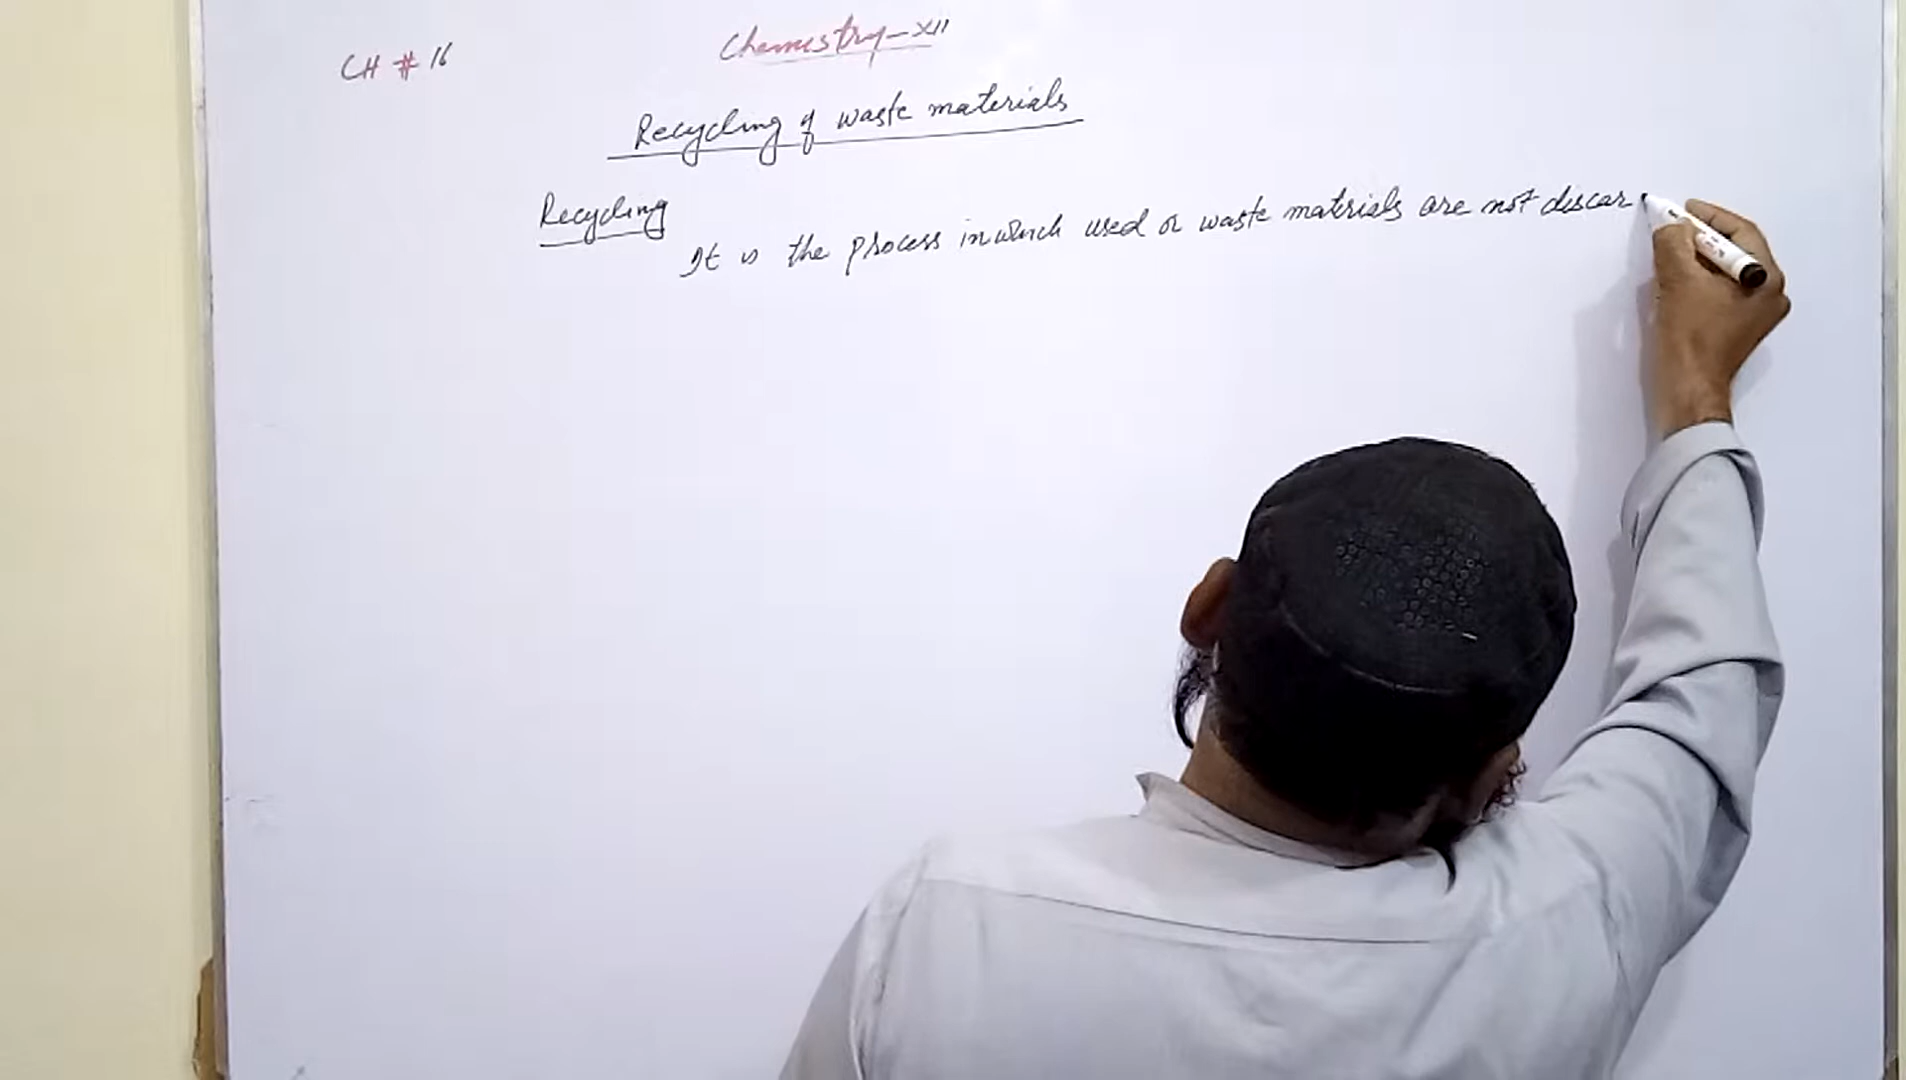 CH # 16
Chemistry-XII
Recycling of waste materials
Recycling
It is the process in which used or waste materials are not discar